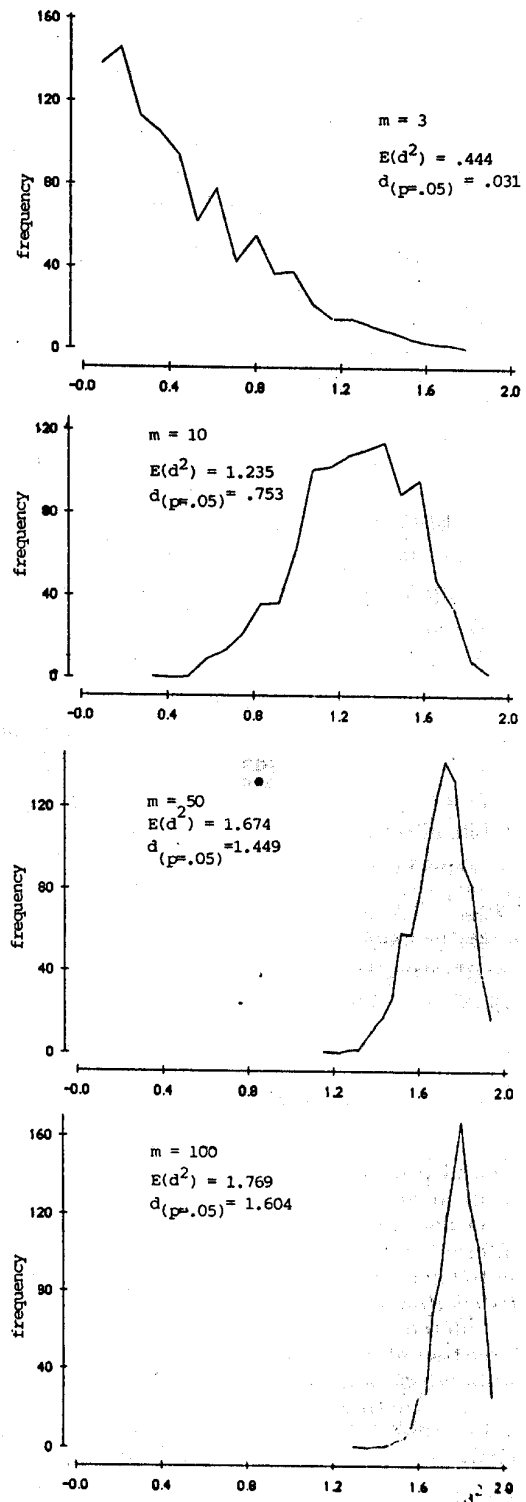 160
120
80
40
0
frequency
m = 3
E(d²) = .444
d(p=.05) = .031
-0.0 0.4 0.8 1.2 1.6 2.0
120
80
40
0
frequency
m = 10
E(d²) = 1.235
d(p=.05) = .753
-0.0 0.4 0.8 1.2 1.6 2.0
120
80
40
0
frequency
m = 50
E(d²) = 1.674
d(p=.05) =1.449
-0.0 0.4 0.8 1.2 1.6 2.0
160
120
80
40
0
frequency
m = 100
E(d²) = 1.769
d(p=.05) = 1.604
-0.0 0.4 0.8 1.2 1.6 2.0